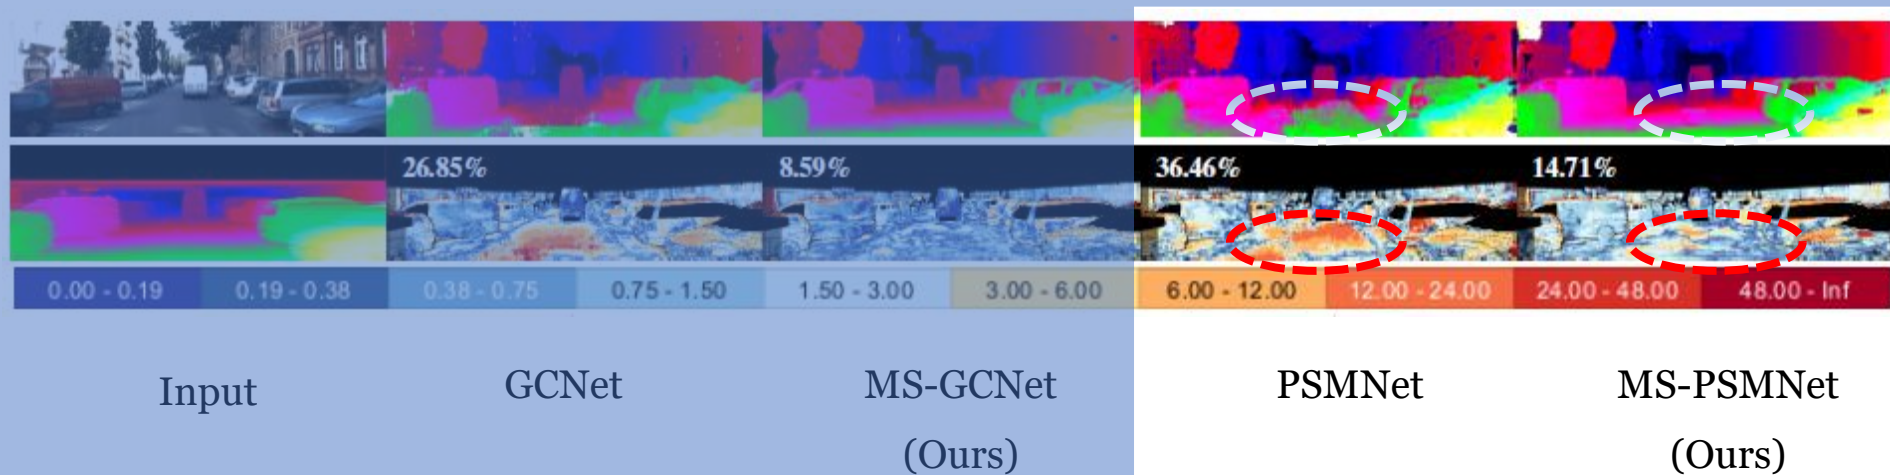 26.85% 8.59% 36.46% 14.71%
0.00 - 0.19 0.19 - 0.38 0.38 - 0.75 0.75 - 1.50 1.50 - 3.00 3.00 - 6.00 6.00 - 12.00 12.00 - 24.00 24.00 - 48.00 48.00 - Inf
Input GCNet MS-GCNet PSMNet MS-PSMNet
(Ours) (Ours)